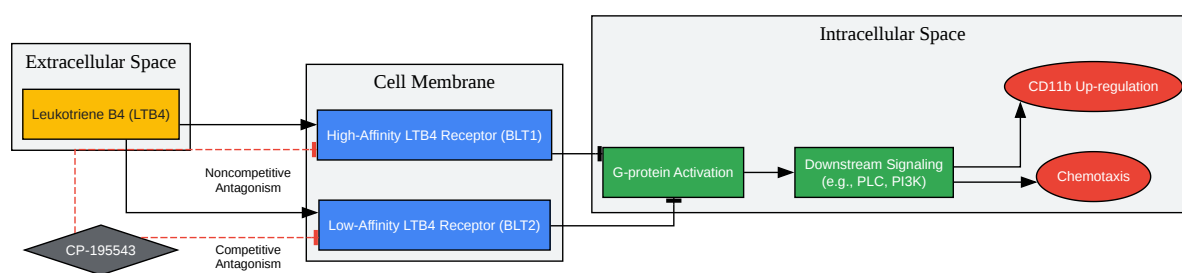 Extracellular Space
Leukotriene B4 (LTB4)
Cell Membrane
High-Affinity LTB4 Receptor (BLT1)
Low-Affinity LTB4 Receptor (BLT2)
Noncompetitive
Antagonism
Competitive
Antagonism
CP-195543
Intracellular Space
G-protein Activation
Downstream Signaling
(e.g., PLC, PI3K)
CD11b Up-regulation
Chemotaxis